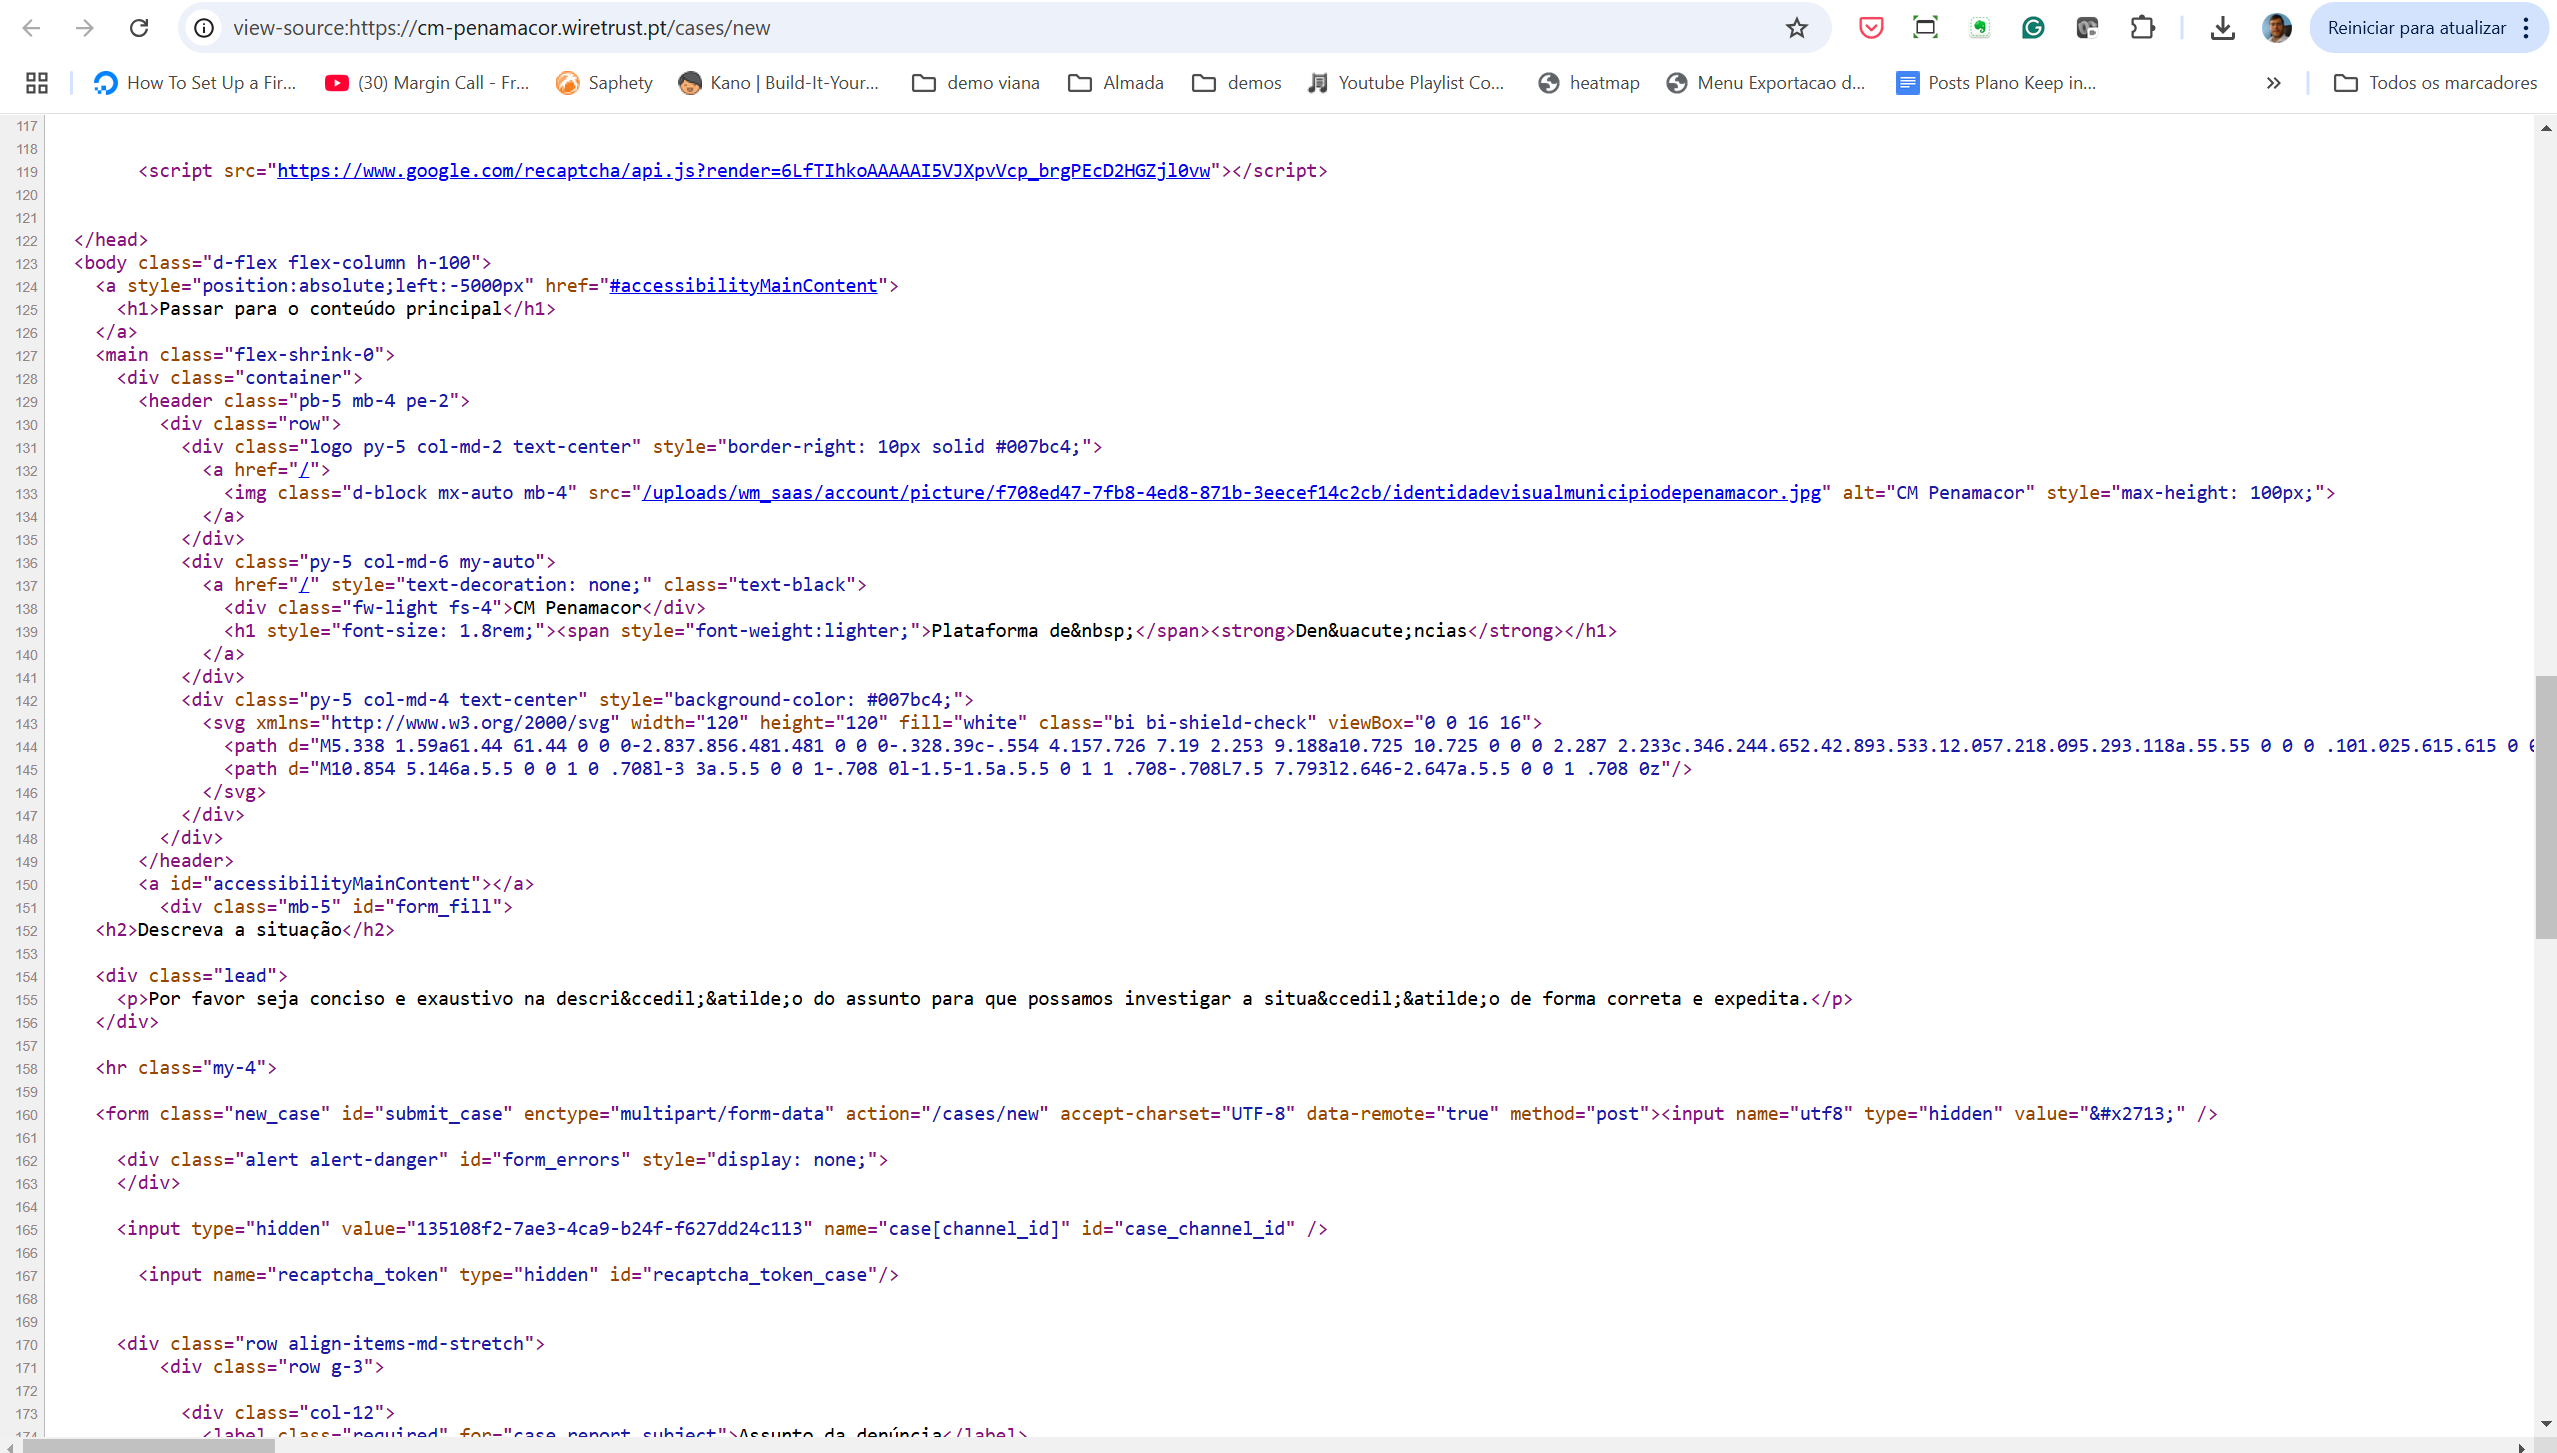 view-source:https://cm-penamacor.wiretrust.pt/cases/new
Reiniciar para atualizar
How To Set Up a Fir...
(30) Margin Call - Fr...
Saphety
Kano | Build-It-Your...
demo viana
Almada
demos
Youtube Playlist Co...
heatmap
Menu Exportacao d...
Posts Plano Keep in...
»
Todos os marcadores
117
118
119 <script src="https://www.google.com/recaptcha/api.js?render=6LfTIhkoAAAAAI5VJXpvVcp_brgPEcD2HGZjl0vw"></script>
120
121
122 </head>
123 <body class="d-flex flex-column h-100">
124 <a style="position:absolute;left:-5000px" href="#accessibilityMainContent">
125 <h1>Passar para o conteúdo principal</h1>
126 </a>
127 <main class="flex-shrink-0">
128 <div class="container">
129 <header class="pb-5 mb-4 pe-2">
130 <div class="row">
131 <div class="logo py-5 col-md-2 text-center" style="border-right: 10px solid #007bc4;">
132 <a href="/">
133 <img class="d-block mx-auto mb-4" src="/uploads/wm_saas/account/picture/f708ed47-7fb8-4ed8-871b-3eecef14c2cb/identidadevisualmunicipiodepenamacor.jpg" alt="CM Penamacor" style="max-height: 100px;">
134 </a>
135 </div>
136 <div class="py-5 col-md-6 my-auto">
137 <a href="/" style="text-decoration: none;" class="text-black">
138 <div class="fw-light fs-4">CM Penamacor</div>
139 <h1 style="font-size: 1.8rem;"><span style="font-weight:lighter;">Plataforma de&nbsp;</span><strong>Den&uacute;ncias</strong></h1>
140 </a>
141 </div>
142 <div class="py-5 col-md-4 text-center" style="background-color: #007bc4;">
143 <svg xmlns="http://www.w3.org/2000/svg" width="120" height="120" fill="white" class="bi bi-shield-check" viewBox="0 0 16 16">
144 <path d="M5.338 1.59a61.44 61.44 0 0 0-2.837.856.481.481 0 0 0-.328.39c-.554 4.157.726 7.19 2.253 9.188a10.725 10.725 0 0 0 2.287 2.233c.346.244.652.42.893.533.12.057.218.095.293.118a.55.55 0 0 0 .101.025.615.615 0 0
145 <path d="M10.854 5.146a.5.5 0 0 1 0 .708l-3 3a.5.5 0 0 1-.708 0l-1.5-1.5a.5.5 0 1 1 .708-.708L7.5 7.793l2.646-2.647a.5.5 0 0 1 .708 0z"/>
146 </svg>
147 </div>
148 </div>
149 </header>
150 <a id="accessibilityMainContent"></a>
151 <div class="mb-5" id="form_fill">
152 <h2>Descreva a situação</h2>
153
154 <div class="lead">
155 <p>Por favor seja conciso e exaustivo na descri&ccedil;&atilde;o do assunto para que possamos investigar a situa&ccedil;&atilde;o de forma correta e expedita.</p>
156 </div>
157
158 <hr class="my-4">
159
160 <form class="new_case" id="submit_case" enctype="multipart/form-data" action="/cases/new" accept-charset="UTF-8" data-remote="true" method="post"><input name="utf8" type="hidden" value="&#x2713;" />
161
162 <div class="alert alert-danger" id="form_errors" style="display: none;">
163 </div>
164
165 <input type="hidden" value="135108f2-7ae3-4ca9-b24f-f627dd24c113" name="case[channel_id]" id="case_channel_id" />
166
167 <input name="recaptcha_token" type="hidden" id="recaptcha_token_case"/>
168
169
170 <div class="row align-items-md-stretch">
171 <div class="row g-3">
172
173 <div class="col-12">
174 <label class="required" for="case_report_subject">Assunto da denúncia</label>